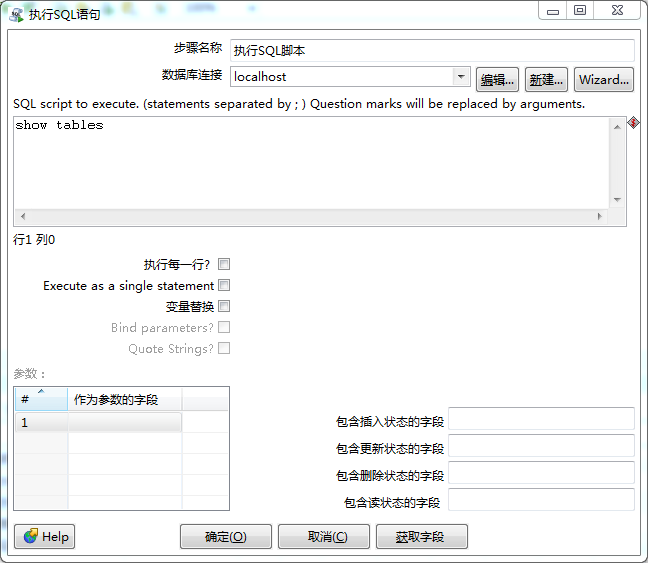 执行SQL语句
步骤名称 执行SQL脚本
数据库连接 localhost 编辑... 新建... Wizard...
SQL script to execute. (statements separated by ; ) Question marks will be replaced by arguments.
show tables
行1 列0
执行每一行?
Execute as a single statement
变量替换
Bind parameters?
Quote Strings?
参数：
# 作为参数的字段
1
包含插入状态的字段
包含更新状态的字段
包含删除状态的字段
包含读状态的字段
Help 确定(O) 取消(C) 获取字段